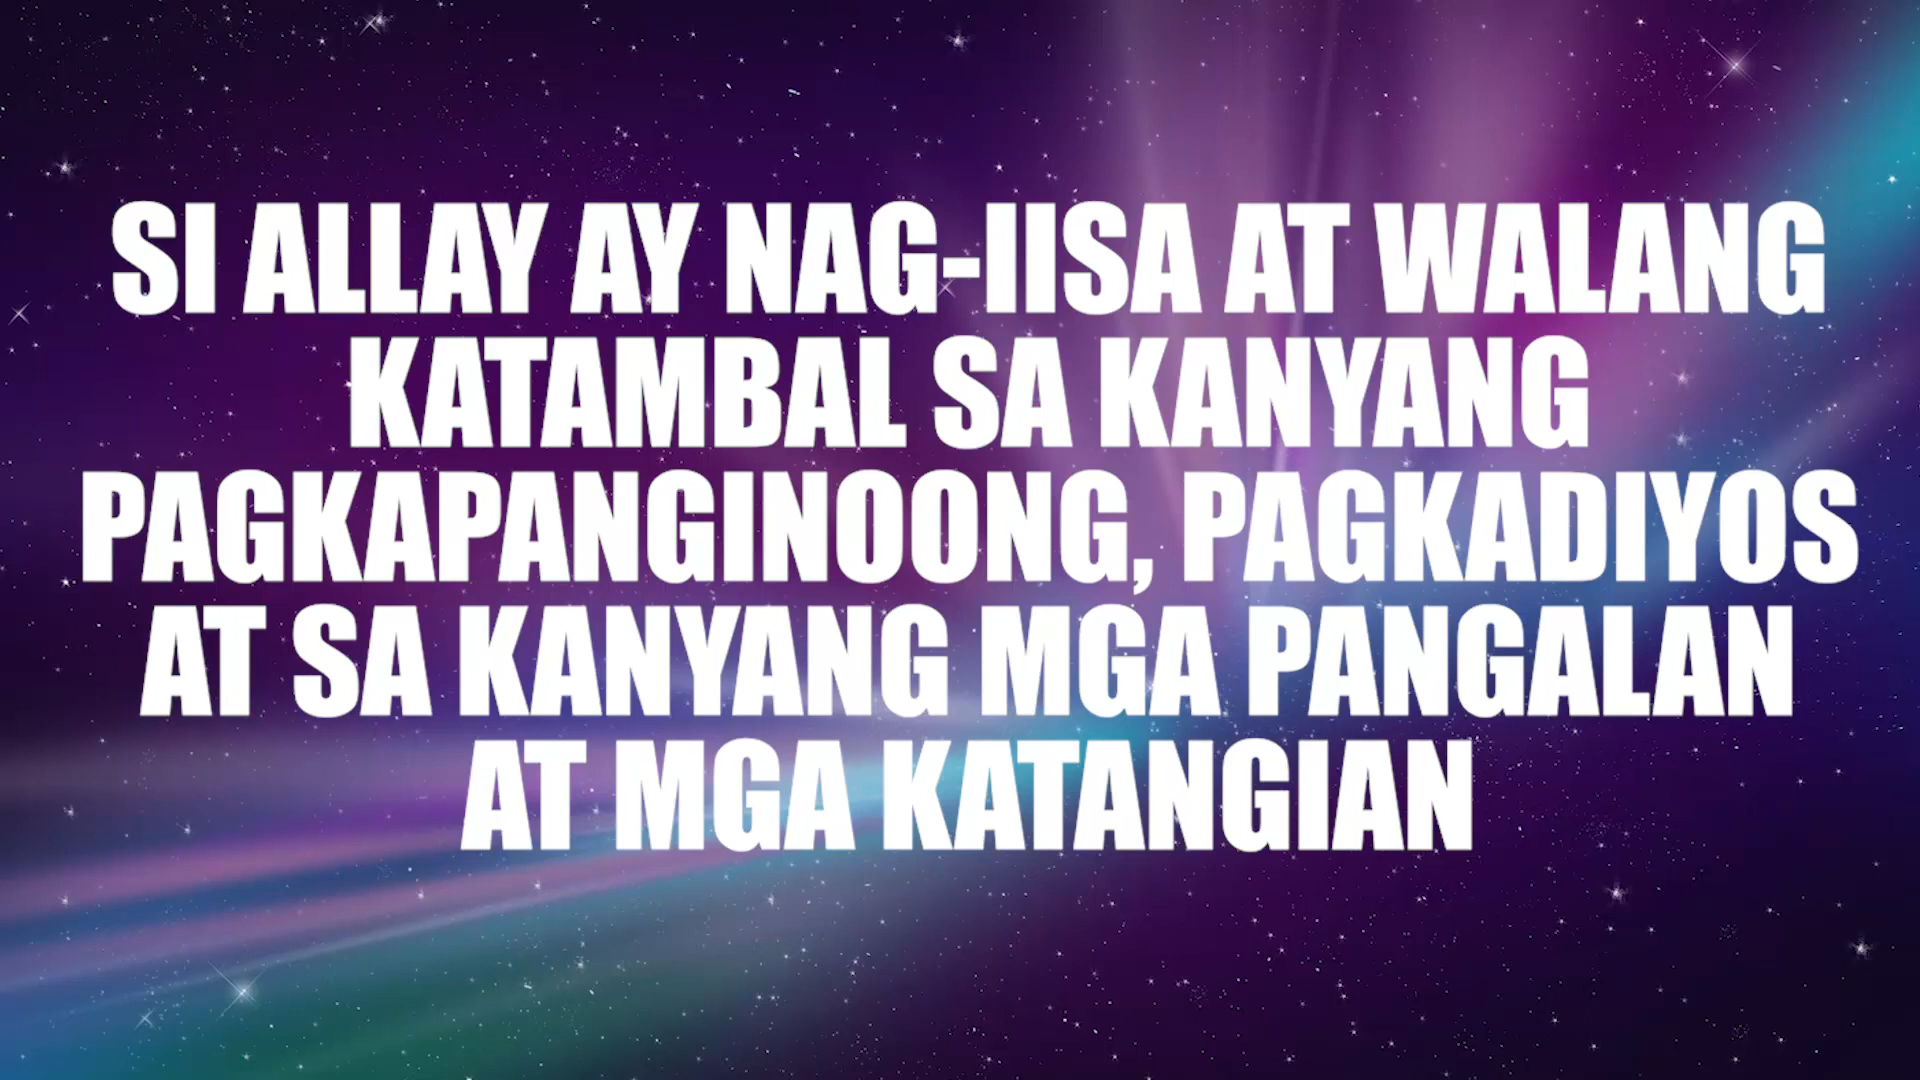 SI ALLAY AY NAG-IISA AT WALANG
KATAMBAL SA KANYANG
PAGKAPANGINOONG, PAGKADIYOS
AT SA KANYANG MGA PANGALAN
AT MGA KATANGIAN